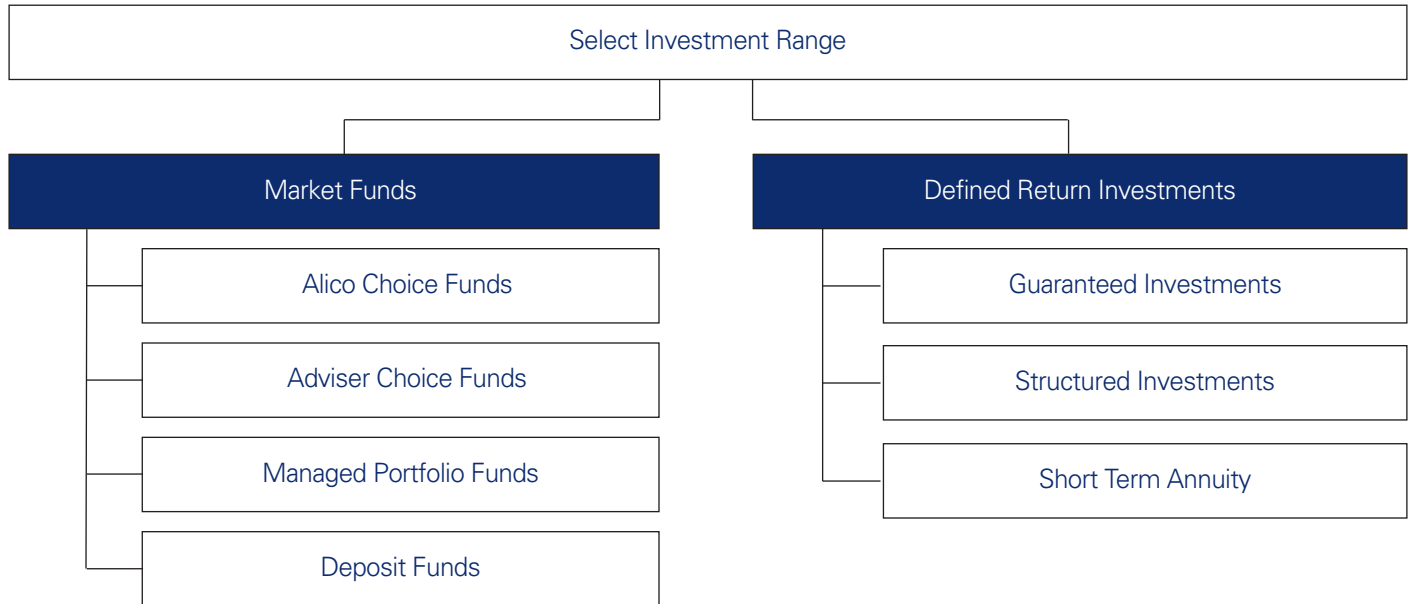 Select Investment Range
Market Funds
Alico Choice Funds
Adviser Choice Funds
Managed Portfolio Funds
Deposit Funds
Defined Return Investments
Guaranteed Investments
Structured Investments
Short Term Annuity